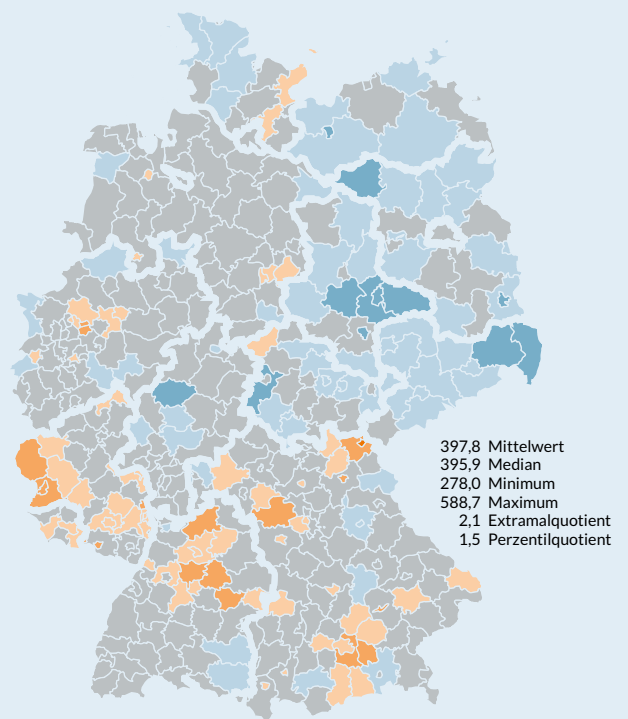 397,8 Mittelwert
395,9 Median
278,0 Minimum
588,7 Maximum
2,1 Extramalquotient
1,5 Perzentilquotient